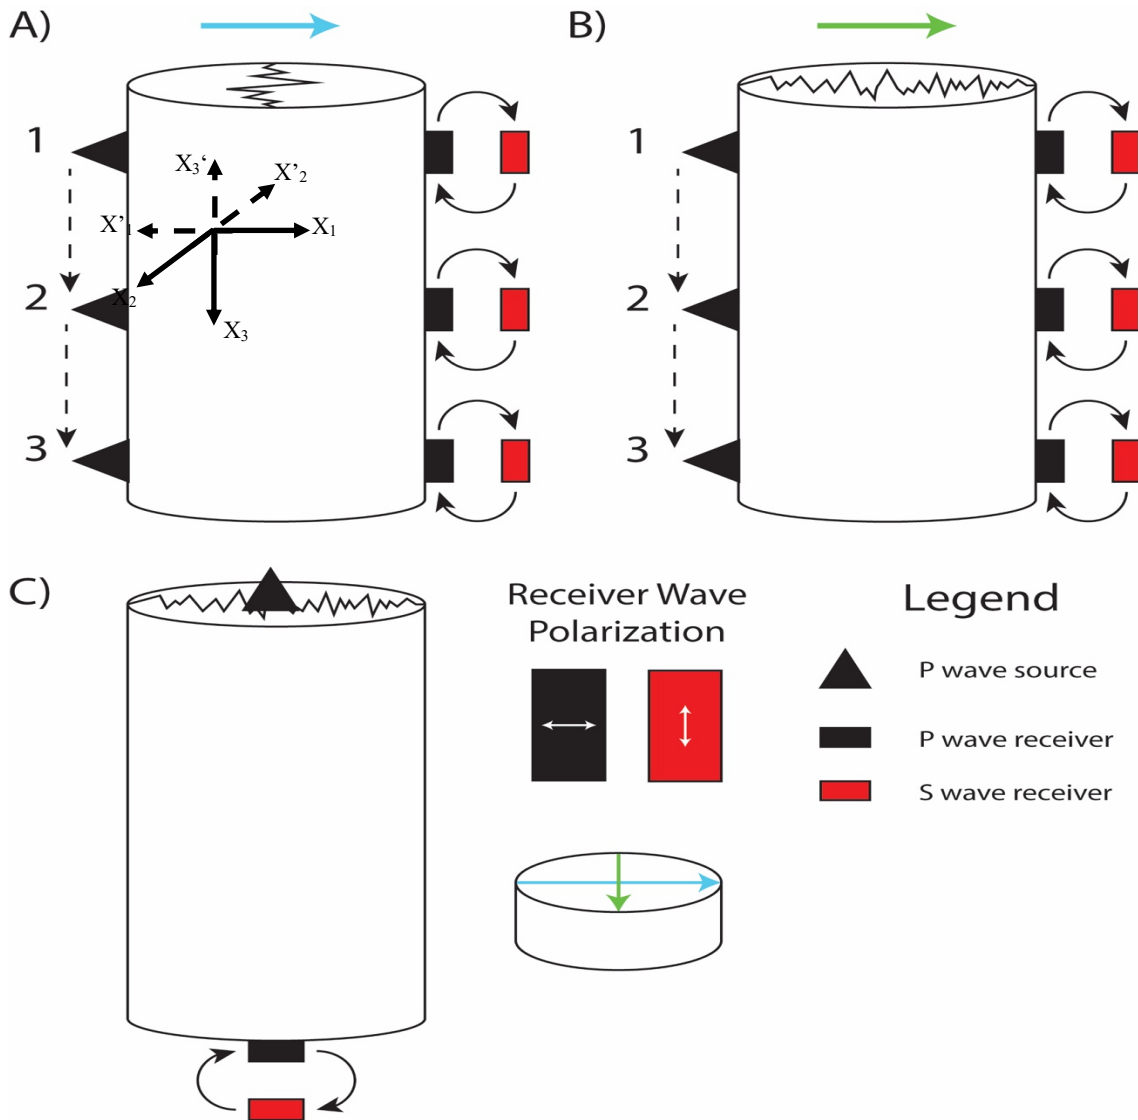 A)
B)
1
1
X₃‘
X’₂
X’₁
X₁
2
X₂
2
X₃
3
3
C)
Receiver Wave
Polarization
Legend
P wave source
P wave receiver
S wave receiver